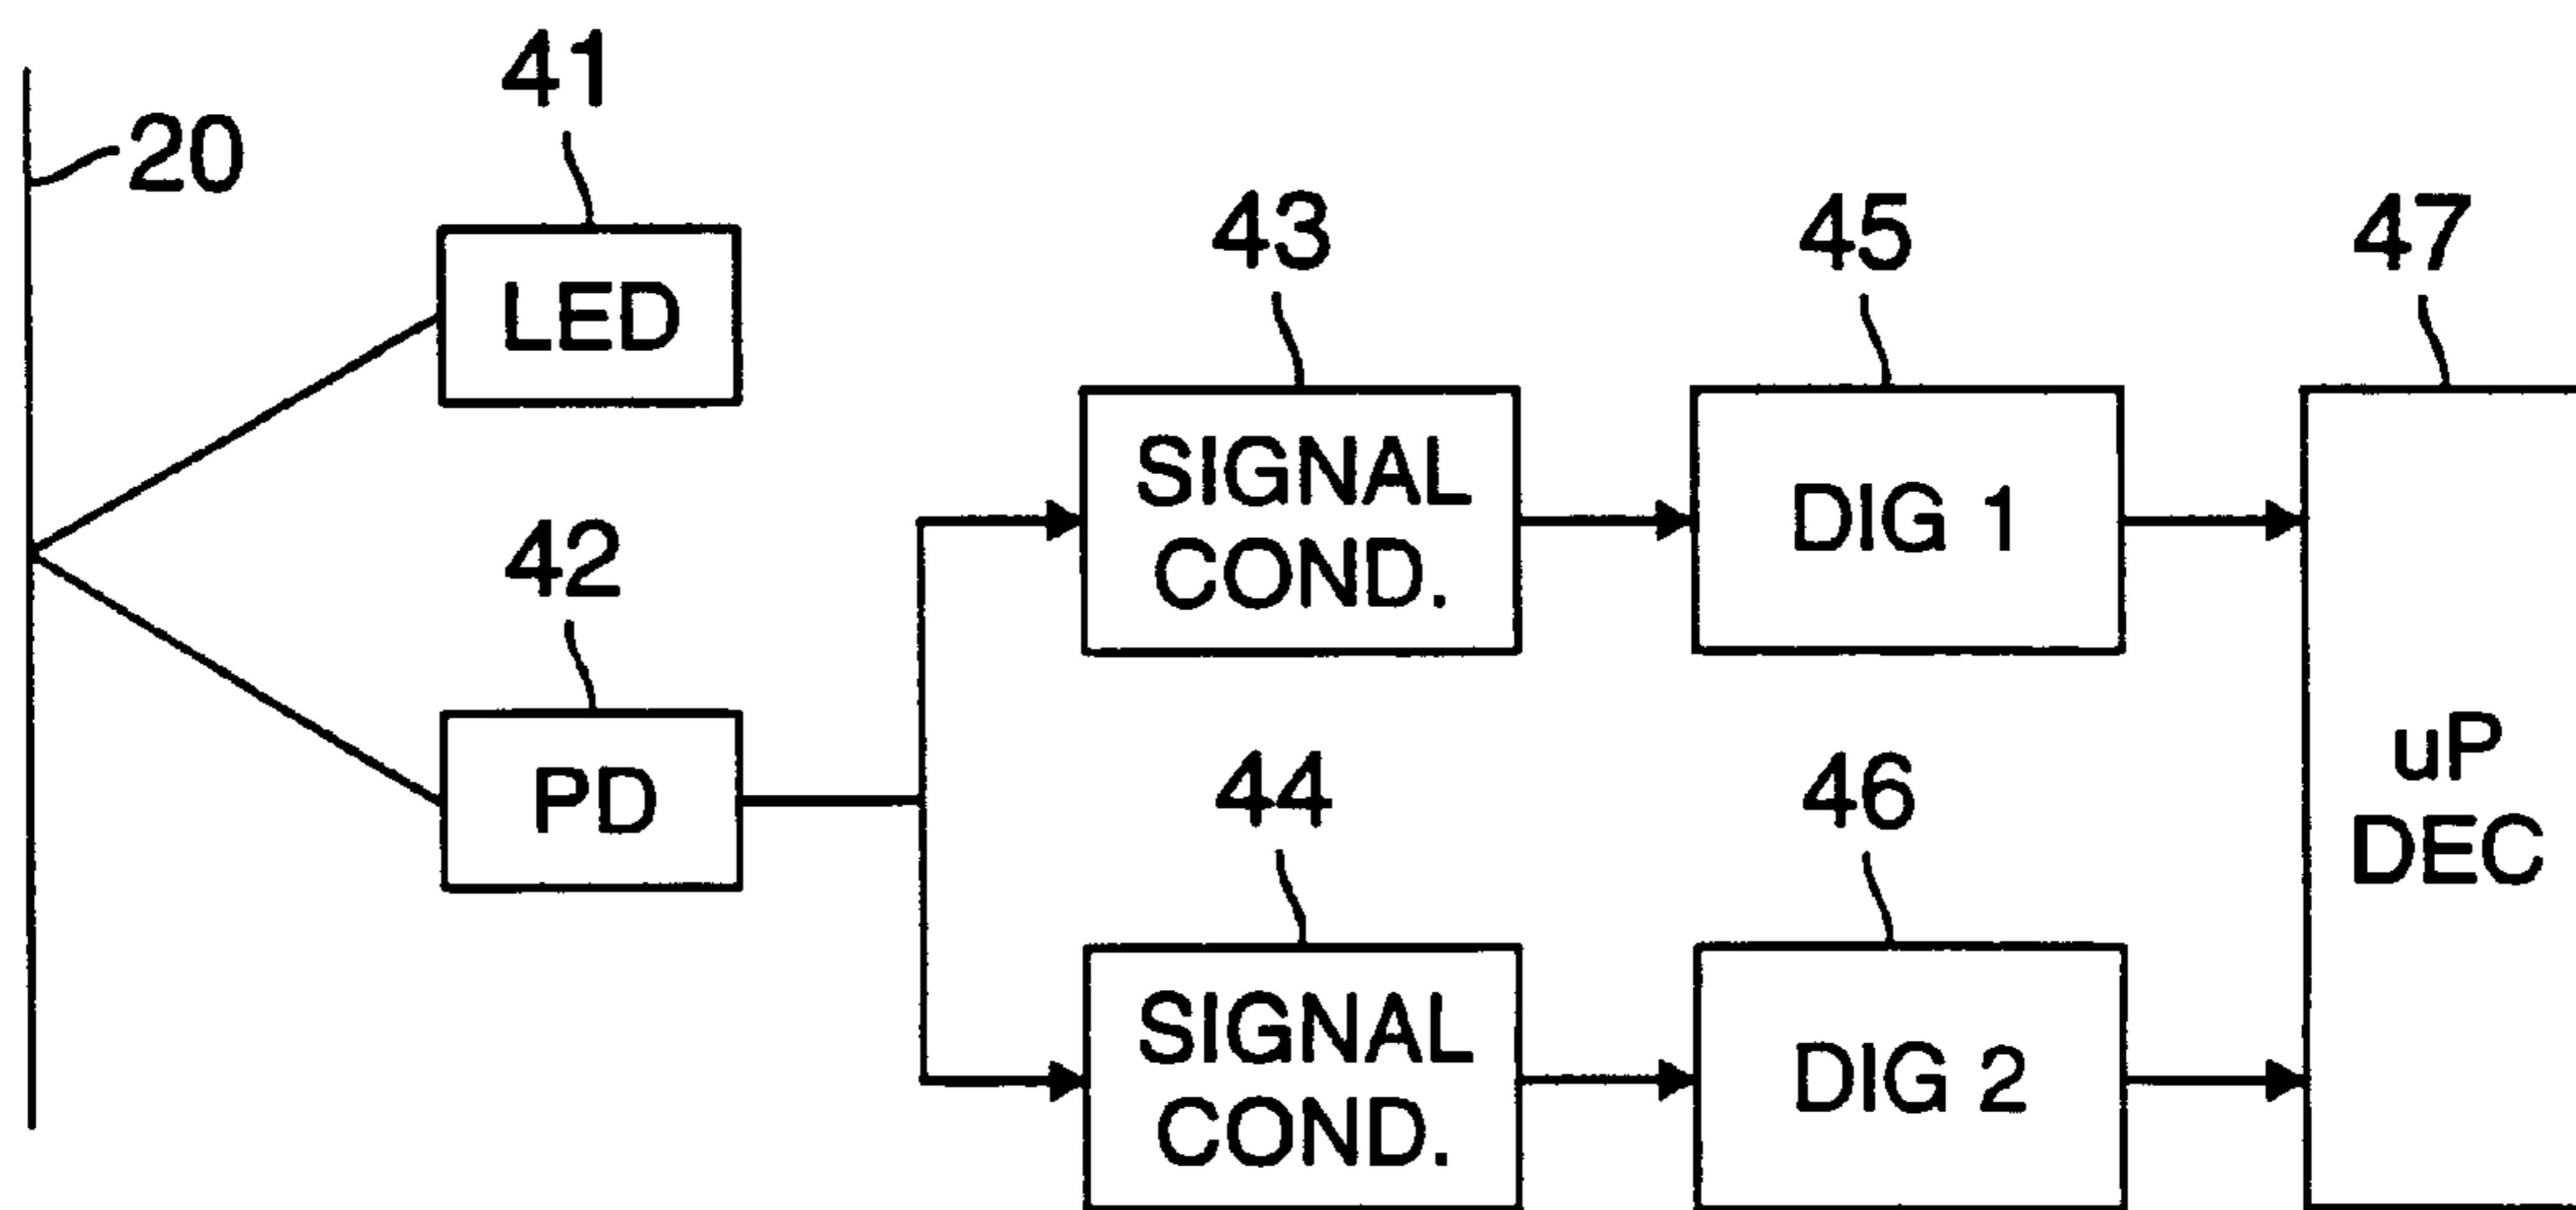 41
20
LED
43
45
47
SIGNAL
COND.
DIG 1
42
PD
uP
DEC
44
46
SIGNAL
COND.
DIG 2